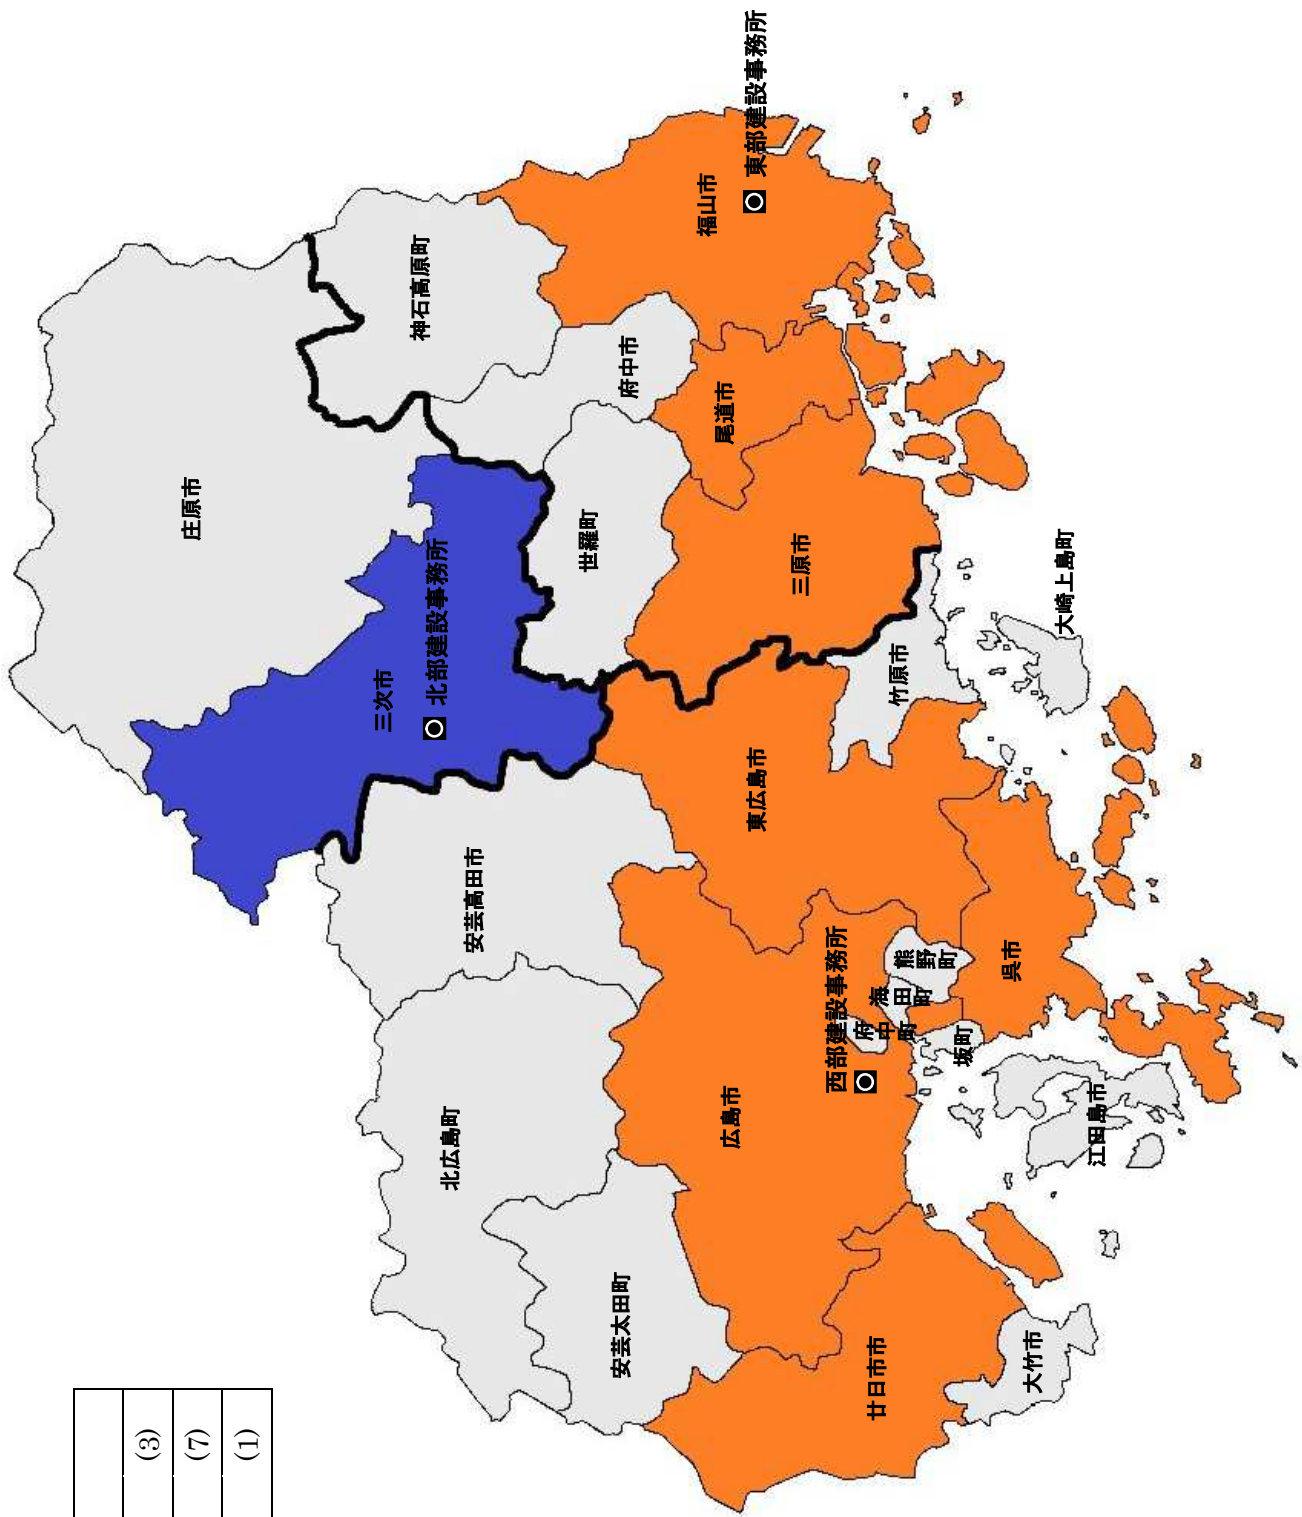 (3)
(7)
(1)
庄原市
三次市
北部建設事務所
神石高原町
府中市
世羅町
福山市
東部建設事務所
尾道市
三原市
安芸高田市
北広島町
安芸太田町
東広島市
竹原市
大崎上島町
広島市
西部建設事務所
府中町
海田町
熊野町
坂町
呉市
江田島市
廿日市市
大竹市